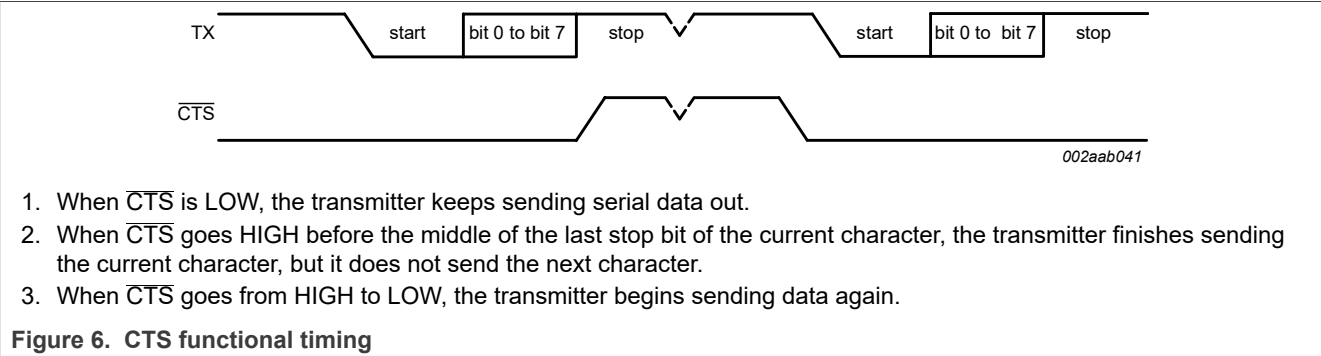 TX start bit 0 to bit 7 stop start bit 0 to bit 7 stop
C̅T̅S̅
002aab041
1. When C̅T̅S̅ is LOW, the transmitter keeps sending serial data out.
2. When C̅T̅S̅ goes HIGH before the middle of the last stop bit of the current character, the transmitter finishes sending
the current character, but it does not send the next character.
3. When C̅T̅S̅ goes from HIGH to LOW, the transmitter begins sending data again.
Figure 6. CTS functional timing